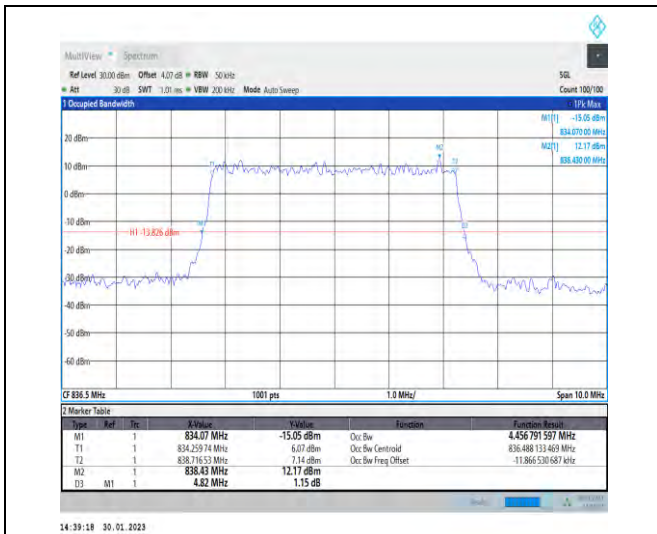 MultiView Spectrum
Ref Level 30.00 dBm Offset 4.07 dB RBW 50 kHz SGL
Att 30 dB SWT 1.01 ms VBW 200 kHz Mode Auto Sweep Count 100/100
1 Occupied Bandwidth 1Pk Max
M1[1] -15.05 dBm
834.070 00 MHz
M2[1] 12.17 dBm
838.430 00 MHz
20 dBm
M2
10 dBm
T1 T2
0 dBm
-10 dBm
M1 D3
H1 -13.826 dBm
-20 dBm
-30 dBm
-40 dBm
-50 dBm
-60 dBm
CF 836.5 MHz 1001 pts 1.0 MHz/ Span 10.0 MHz
2 Marker Table
Type Ref Trc X-Value Y-Value Function Function Result
M1 1 834.07 MHz -15.05 dBm Occ Bw 4.456 791 597 MHz
T1 1 834.259 74 MHz 6.07 dBm Occ Bw Centroid 836.488 133 469 MHz
T2 1 838.716 53 MHz 7.14 dBm Occ Bw Freq Offset -11.866 530 687 kHz
M2 1 838.43 MHz 12.17 dBm
D3 M1 1 4.82 MHz 1.15 dB
14:39:18 30.01.2023